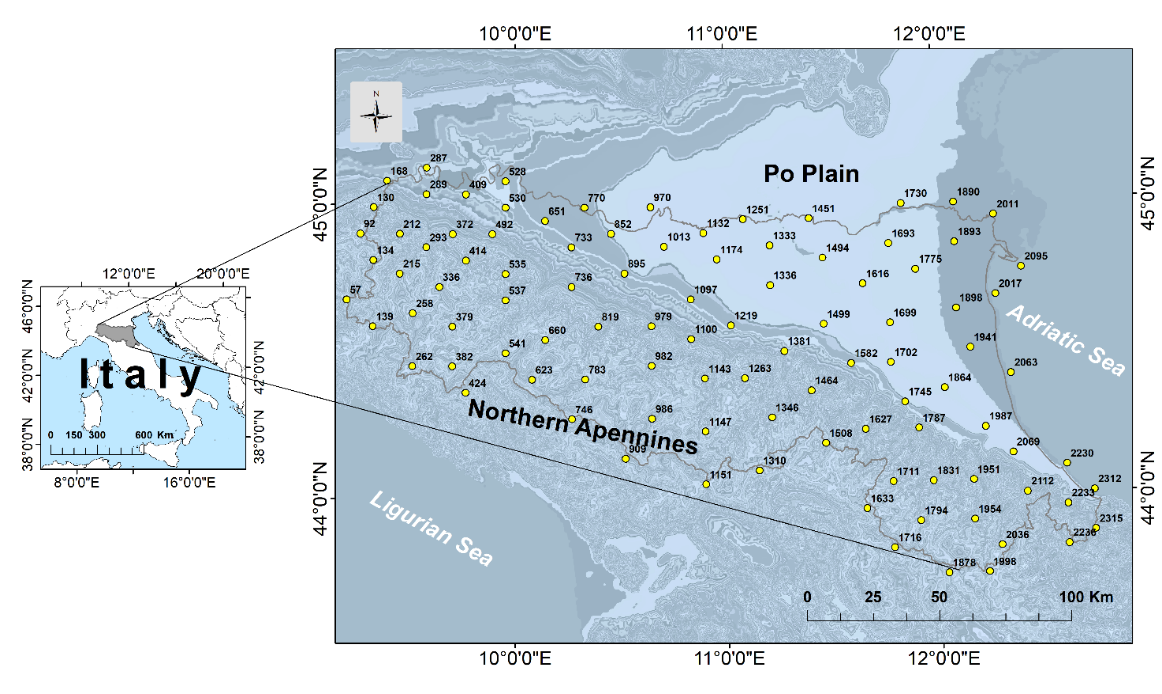 10°0'0"E 11°0'0"E 12°0'0"E
N
287
168 528
289 409
130 530 770 970 1730 1890
2011
651 1251 1451
92 212 372 492 852 1132
293 733 1013 1333 1693 1893
Po Plain
45°0'0"N 45°0'0"N
134 414 1174 1494
215 535 895 1775 2095
336 736 1336 1616
57 537 1097 2017
258 1898
139 379 819 979 1219 1499 1699
660 1100 1941
541 1381
262 382 982 1582 1702
623 783 1143 1263 2063
424 1464 1864
1745
Adriatic Sea
Northern Apennines
746 986 1346
1147 1627 1787 1987
1508
909 2069
1310 2230
1151 1711 1831 1951
2112 2312
1633 2233
1794 1954
2315
1716 2036 2236
1878 1998
44°0'0"N 44°0'0"N
Ligurian Sea
0 25 50 100 Km
10°0'0"E 11°0'0"E 12°0'0"E
12°0'0"E 20°0'0"E
46°0'0"N
42°0'0"N 42°0'0"N
38°0'0"N 38°0'0"N
Italy
0 150 300 600 Km
8°0'0"E 16°0'0"E